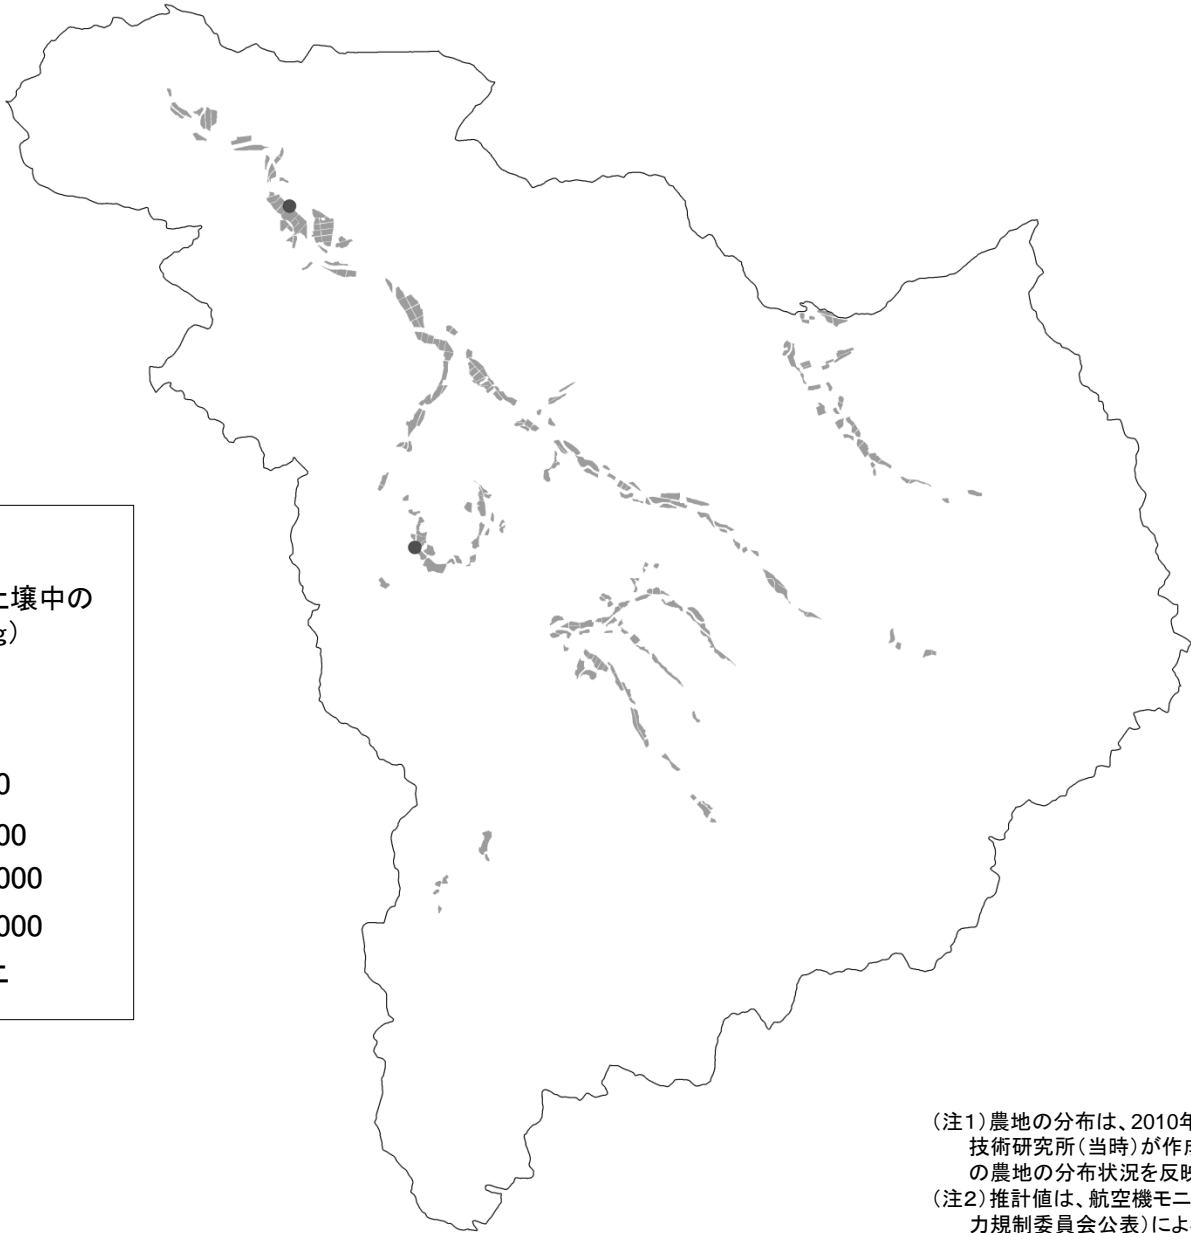 土壌中の
g）
0
00
000
000
上
（注1）農地の分布は、2010年
技術研究所（当時）が作成
の農地の分布状況を反映
（注2）推計値は、航空機モニ
力規制委員会公表）によ